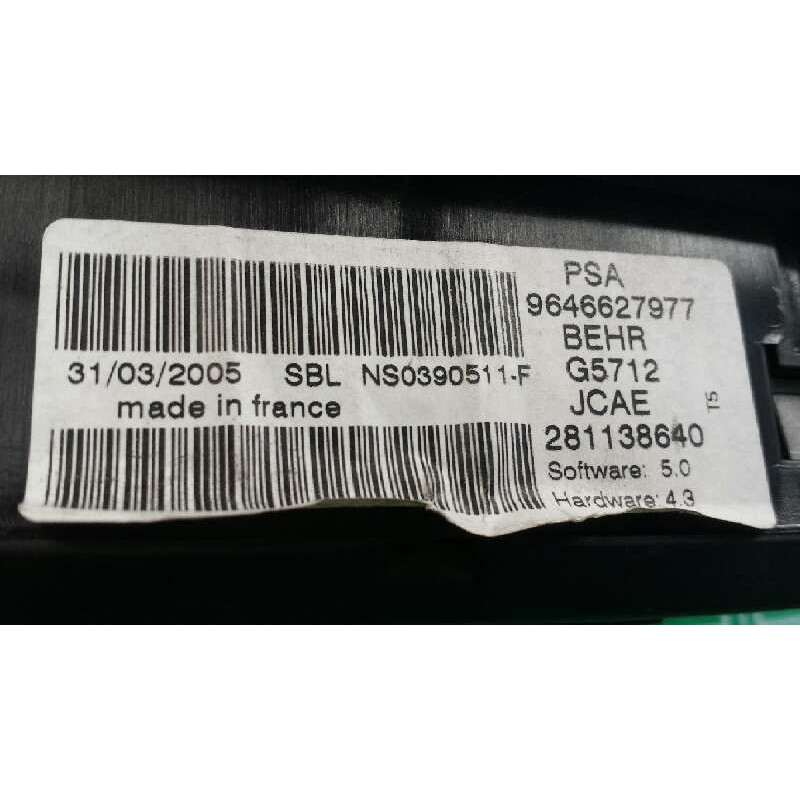 PSA
9646627977
BEHR
31/03/2005 SBL NS0390511-F G5712
made in france JCAE
281138640
T5
Software: 5.0
Hardware: 4.3